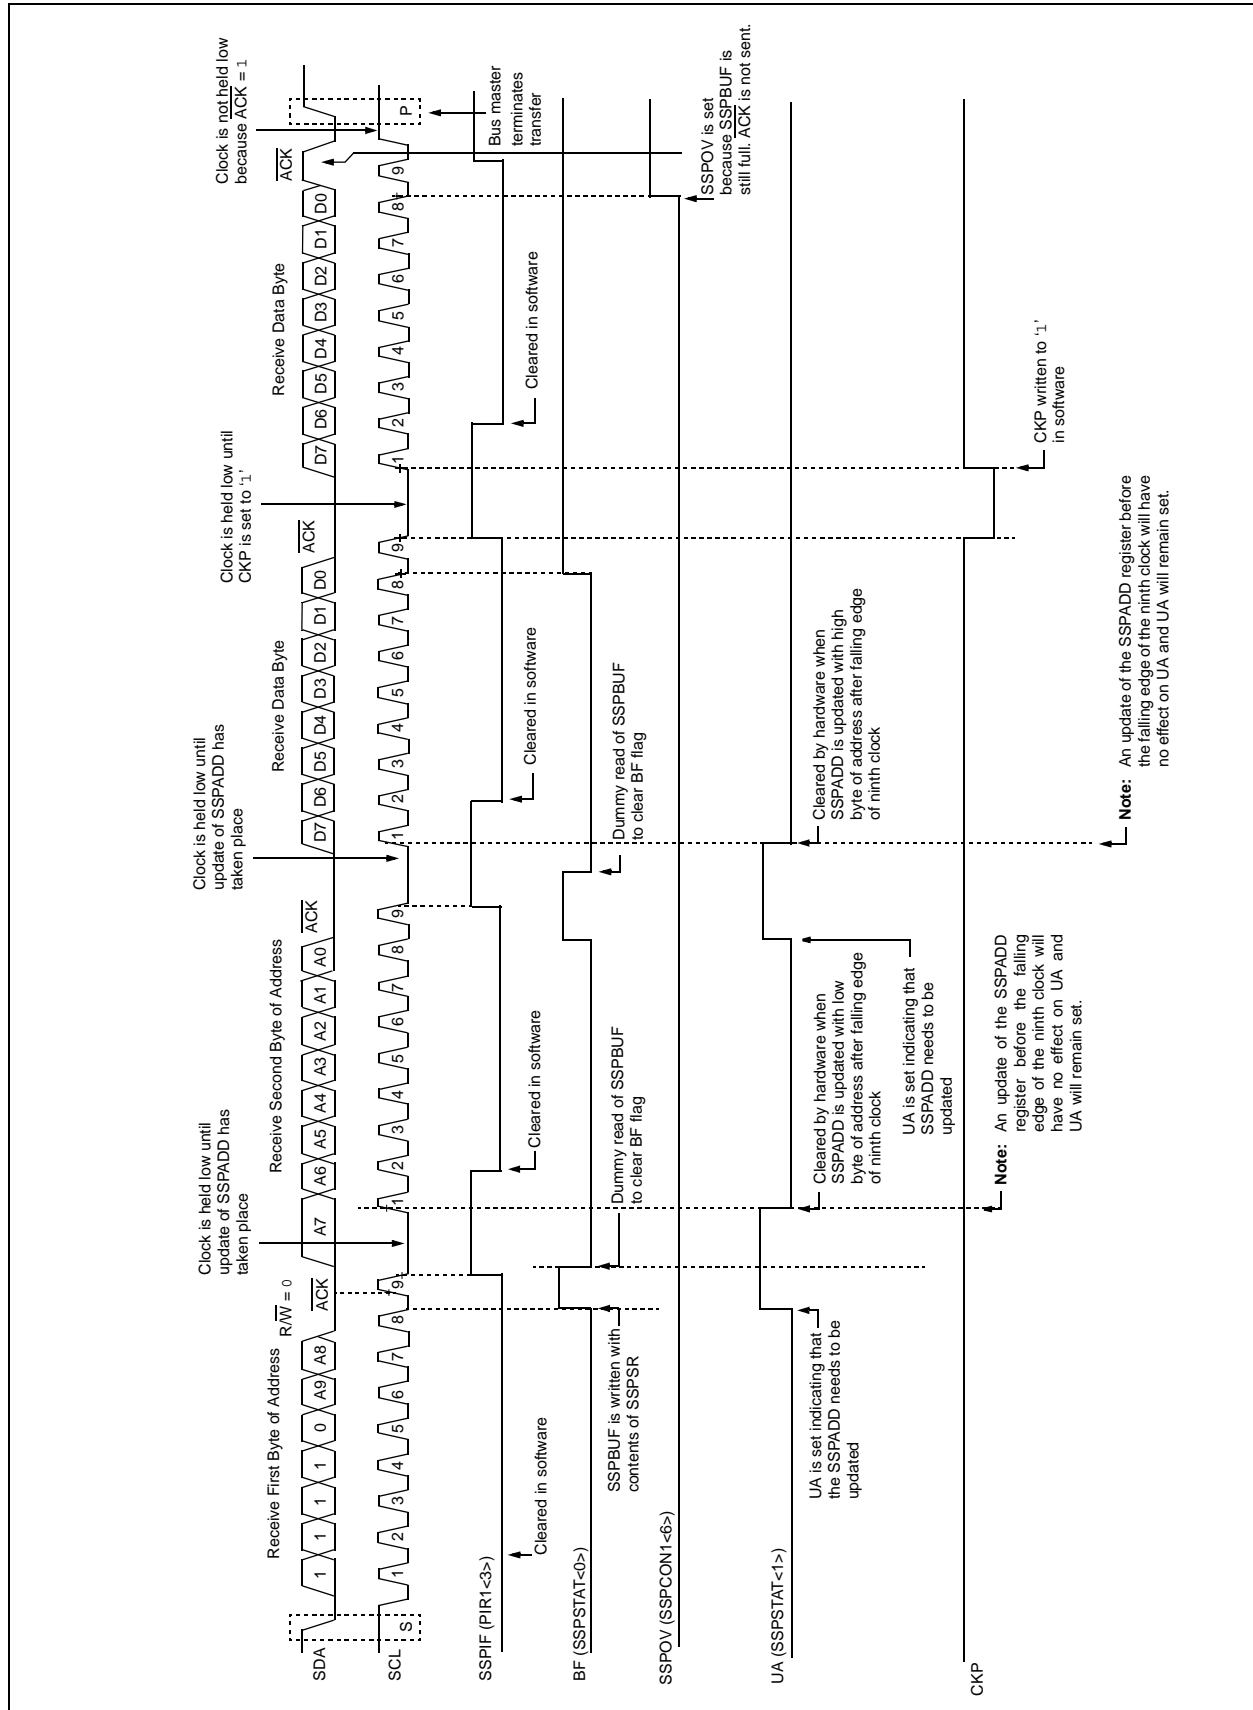 Receive First Byte of Address
R/W = 0
ACK
Receive Second Byte of Address
ACK
Receive Data Byte
ACK
Receive Data Byte
ACK
Clock is held low until
update of SSPADD has
taken place
Clock is held low until
update of SSPADD has
taken place
Clock is held low until
CKP is set to ‘1’
Clock is not held low
because ACK = 1
SDA
1 1 1 1 0 A9 A8
A7 A6 A5 A4 A3 A2 A1 A0
D7 D6 D5 D4 D3 D2 D1 D0
D7 D6 D5 D4 D3 D2 D1 D0
SCL
S
1 2 3 4 5 6 7 8 9
1 2 3 4 5 6 7 8 9
1 2 3 4 5 6 7 8 9
1 2 3 4 5 6 7 8 9
P
Bus master
terminates
transfer
SSPIF (PIR1<3>)
Cleared in software
Cleared in software
Cleared in software
Cleared in software
BF (SSPSTAT<0>)
SSPBUF is written with
contents of SSPSR
Dummy read of SSPBUF
to clear BF flag
Dummy read of SSPBUF
to clear BF flag
SSPOV (SSPCON1<6>)
SSPOV is set
because SSPBUF is
still full. ACK is not sent.
UA (SSPSTAT<1>)
UA is set indicating that
the SSPADD needs to be
updated
Cleared by hardware when
SSPADD is updated with low
byte of address after falling edge
of ninth clock
UA is set indicating that
SSPADD needs to be
updated
Cleared by hardware when
SSPADD is updated with high
byte of address after falling edge
of ninth clock
CKP
CKP written to ‘1’
in software
Note: An update of the SSPADD
register before the falling
edge of the ninth clock will
have no effect on UA and
UA will remain set.
Note: An update of the SSPADD register before
the falling edge of the ninth clock will have
no effect on UA and UA will remain set.